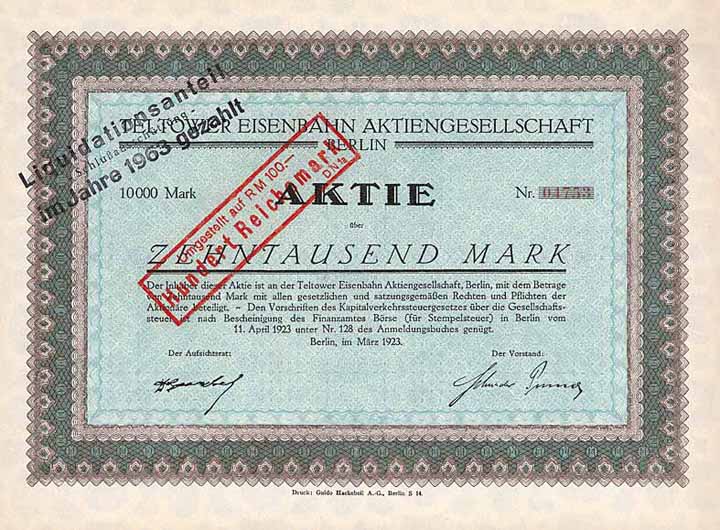 Liquidationsanteil
im Jahre 1963 gezahlt
TELTOWER EISENBAHN AKTIENGESELLSCHAFT
BERLIN
10000 Mark
AKTIE
Nr. 04753
Umgestellt auf RM 100.—
Hundert Reichsmark
DN 1a
über
ZEHNTAUSEND MARK
Der Inhaber dieser Aktie ist an der Teltower Eisenbahn Aktiengesellschaft, Berlin, mit dem Betrage
von Zehntausend Mark mit allen gesetzlichen und satzungsgemäßen Rechten und Pflichten der
Aktionäre beteiligt. – Den Vorschriften des Kapitalverkehrssteuergesetzes über die Gesellschafts-
steuer ist nach Bescheinigung des Finanzamtes Börse (für Stempelsteuer) in Berlin vom
11. April 1923 unter Nr. 128 des Anmeldungsbuches genügt.
Berlin, im März 1923.
Der Aufsichtsrat:
Der Vorstand:
Druck: Guido Hackebeil A.-G., Berlin S 14.